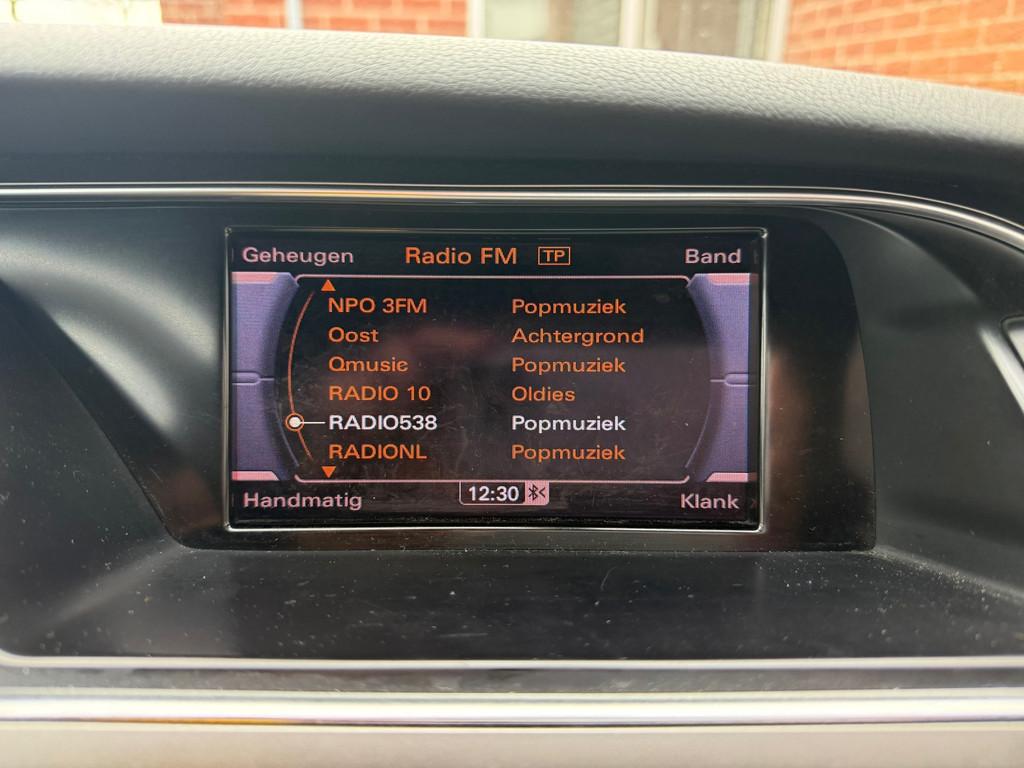 Geheugen Radio FM TP Band
NPO 3FM Popmuziek
Oost Achtergrond
Qmusic Popmuziek
RADIO 10 Oldies
RADIO538 Popmuziek
RADIONL Popmuziek
Handmatig 12:30 Klank